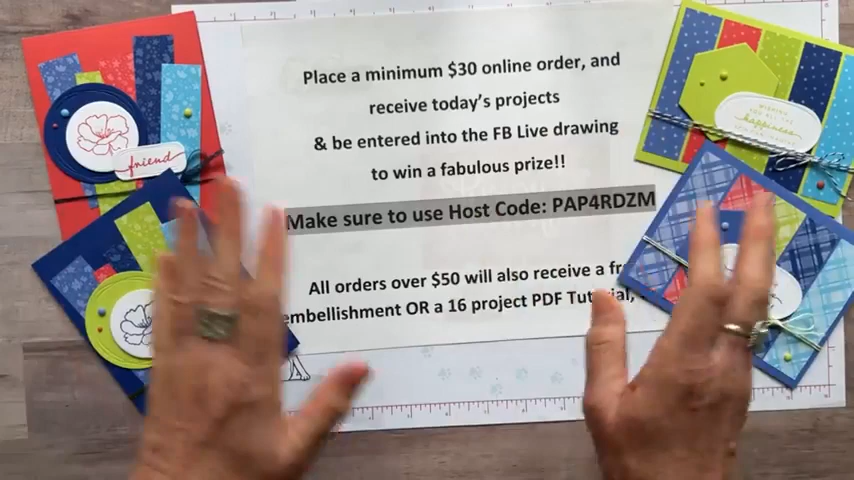 Place a minimum $30 online order, and
receive today's projects
& be entered into the FB Live drawing
to win a fabulous prize!!
Make sure to use Host Code: PAP4RDZM
All orders over $50 will also receive a
embellishment OR a 16 project PDF
friend
happiness